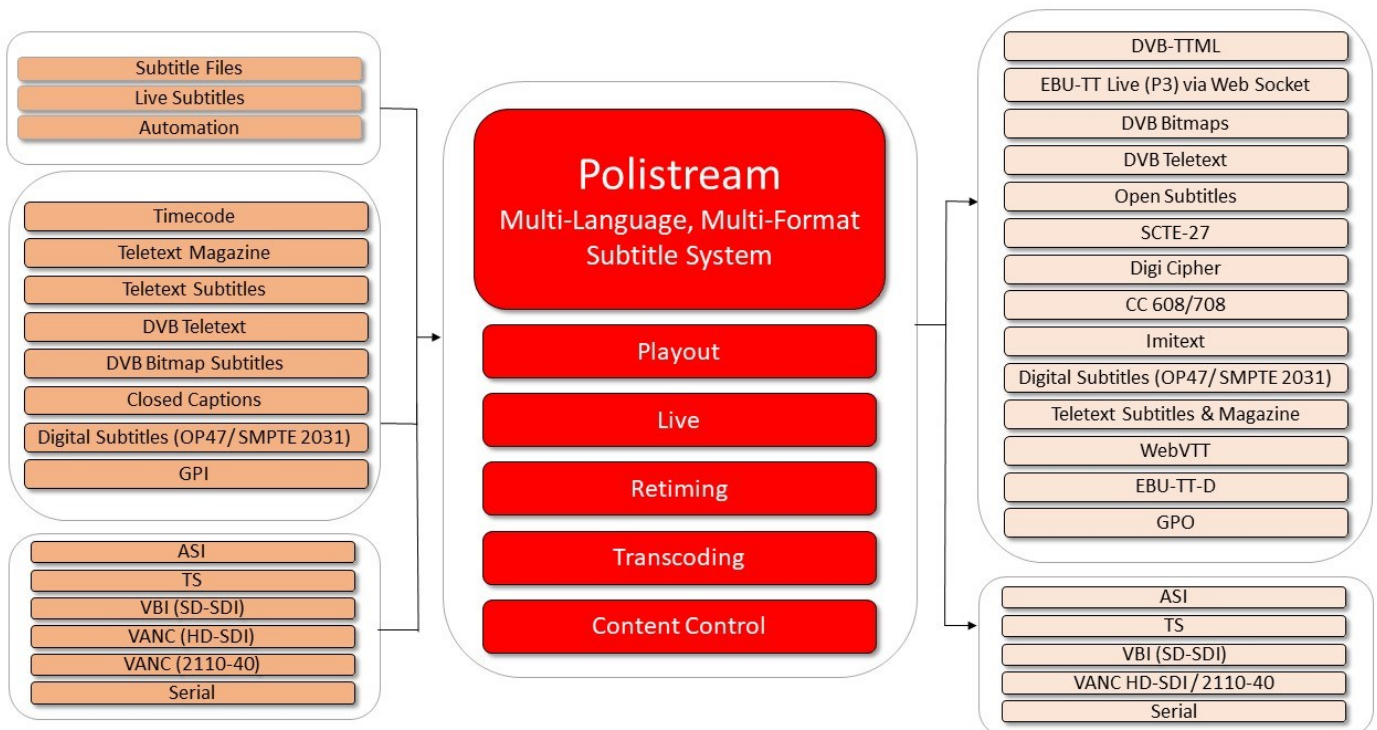 Subtitle Files
Live Subtitles
Automation
Timecode
Teletext Magazine
Teletext Subtitles
DVB Teletext
DVB Bitmap Subtitles
Closed Captions
Digital Subtitles (OP47/ SMPTE 2031)
GPI
ASI
TS
VBI (SD-SDI)
VANC (HD-SDI)
VANC (2110-40)
Serial
Polistream
Multi-Language, Multi-Format
Subtitle System
Playout
Live
Retiming
Transcoding
Content Control
DVB-TTML
EBU-TT Live (P3) via Web Socket
DVB Bitmaps
DVB Teletext
Open Subtitles
SCTE-27
Digi Cipher
CC 608/708
Imitext
Digital Subtitles (OP47/ SMPTE 2031)
Teletext Subtitles & Magazine
WebVTT
EBU-TT-D
GPO
ASI
TS
VBI (SD-SDI)
VANC HD-SDI / 2110-40
Serial